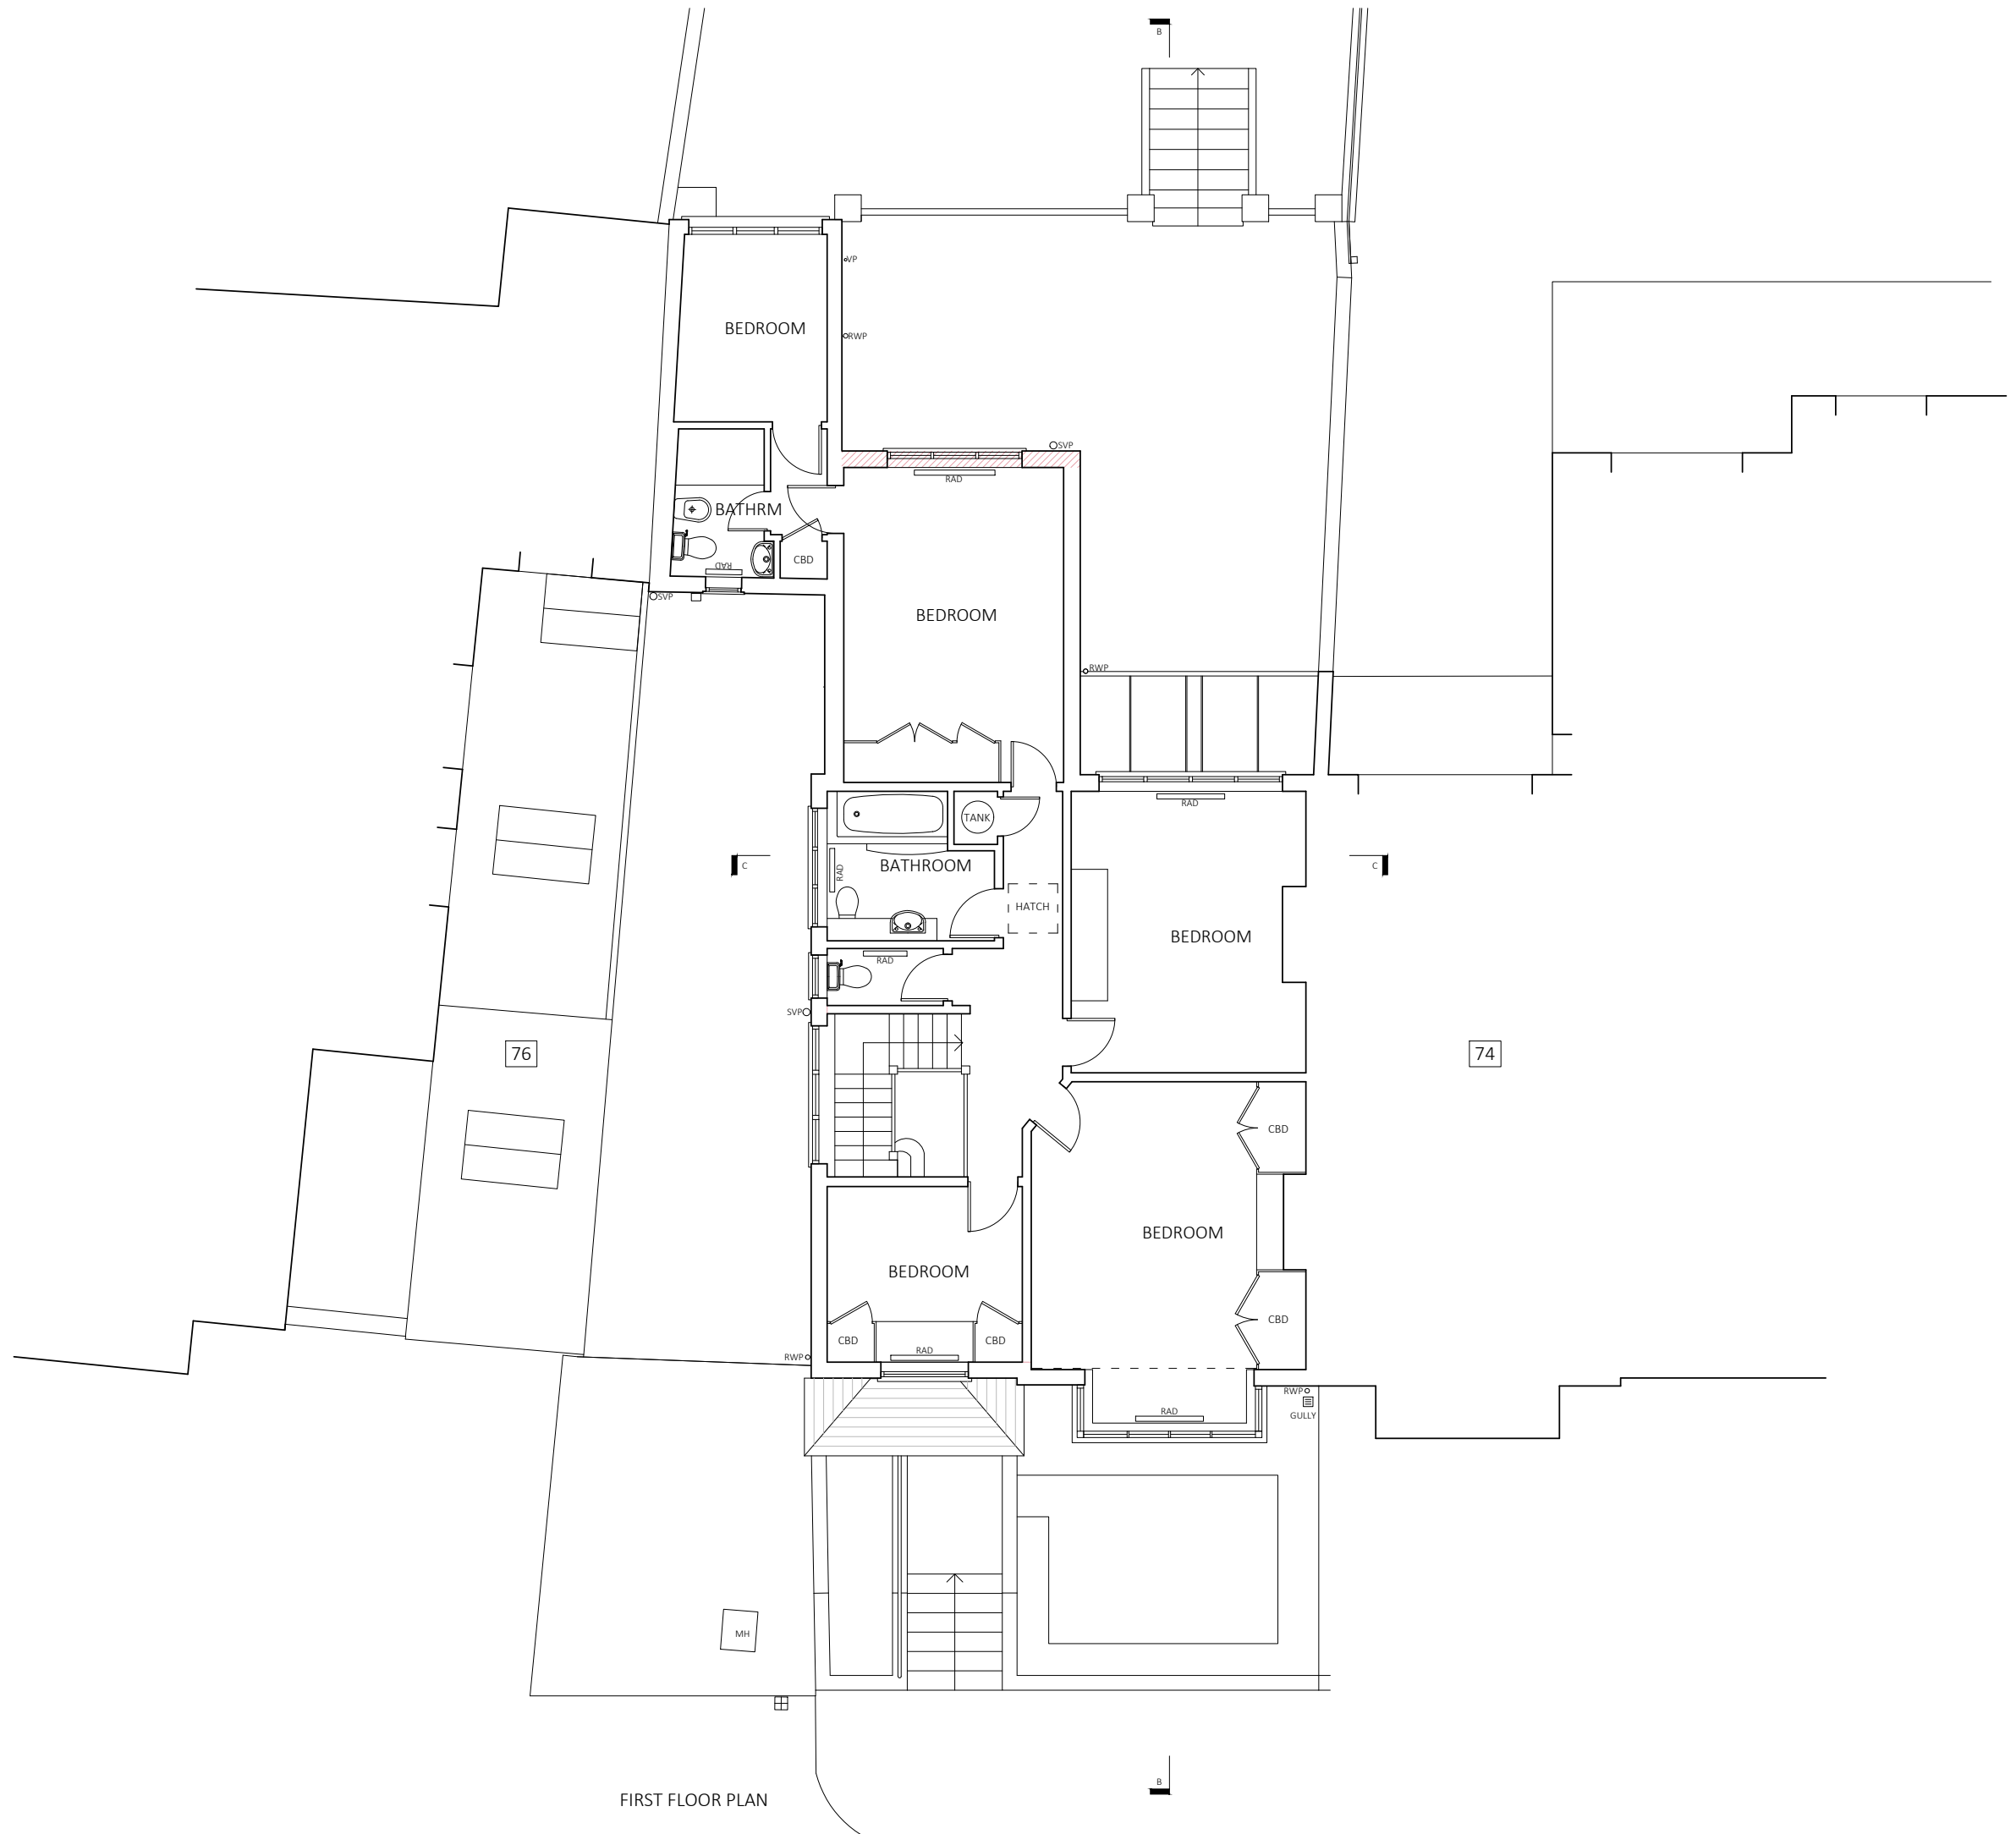 B
VP
BEDROOM
RWP
SVP
RAD
BATHRM
CBD
RAD
SVP
BEDROOM
RWP
RAD
TANK
C
BATHROOM
C
RAD
HATCH
BEDROOM
RAD
SVP
76
74
CBD
BEDROOM
BEDROOM
CBD
CBD
CBD
RAD
RWP
RWP
RAD
GULLY
MH
B
FIRST FLOOR PLAN